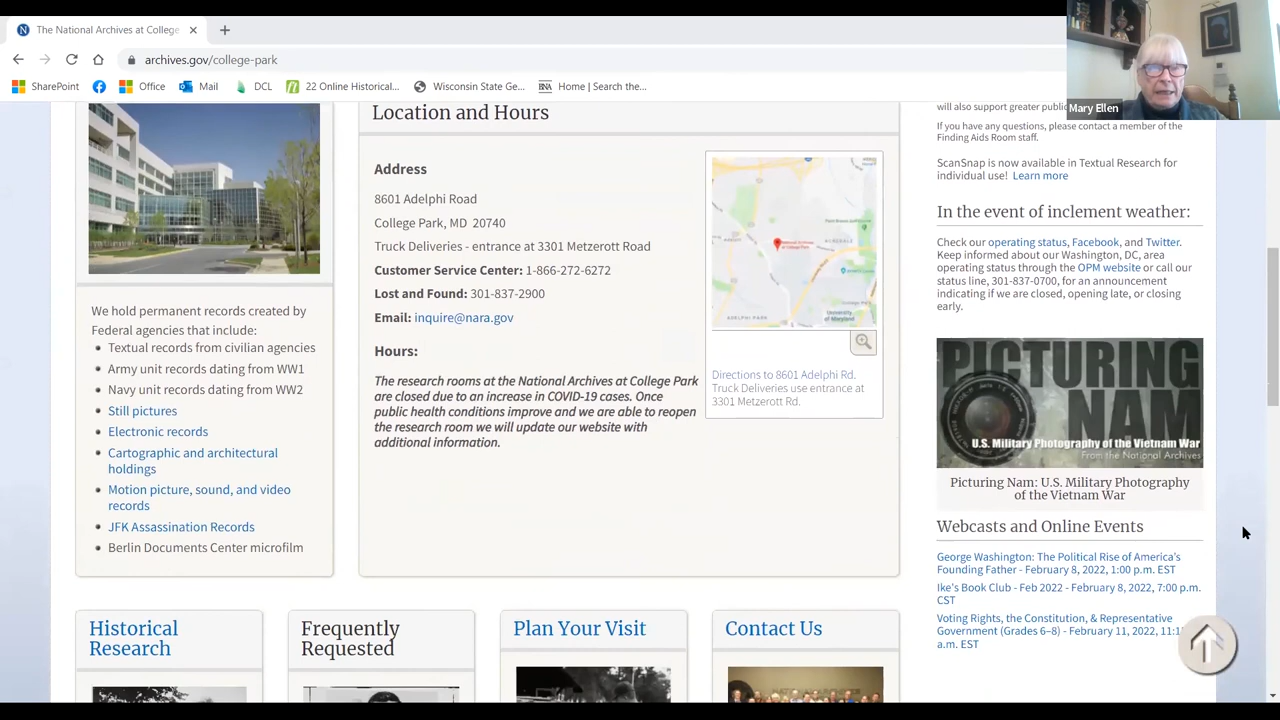 The National Archives at College
archives.gov/college-park
SharePoint
Office
Mail
DCL
22 Online Historical...
Wisconsin State Ge...
Home | Search the...
Mary Ellen
We hold permanent records created by
Federal agencies that include:
Textual records from civilian agencies
Army unit records dating from WW1
Navy unit records dating from WW2
Still pictures
Electronic records
Cartographic and architectural
holdings
Motion picture, sound, and video
records
JFK Assassination Records
Berlin Documents Center microfilm
Location and Hours
Address
8601 Adelphi Road
College Park, MD 20740
Truck Deliveries - entrance at 3301 Metzerott Road
Customer Service Center: 1-866-272-6272
Lost and Found: 301-837-2900
Email: inquire@nara.gov
Hours:
The research rooms at the National Archives at College Park
are closed due to an increase in COVID-19 cases. Once
public health conditions improve and we are able to reopen
the research room we will update our website with
additional information.
ADELPHI PARK
University of
Maryland
Directions to 8601 Adelphi Rd.
Truck Deliveries use entrance at
3301 Metzerott Rd.
will also support greater
If you have any questions, please contact a member of the
Finding Aids Room staff.
ScanSnap is now available in Textual Research for
individual use! Learn more
In the event of inclement weather:
Check our operating status, Facebook, and Twitter.
Keep informed about our Washington, DC, area
operating status through the OPM website or call our
status line, 301-837-0700, for an announcement
indicating if we are closed, opening late, or closing
early.
PICTURING
NAM
U.S. Military Photography of the Vietnam War
From the National Archives
Picturing Nam: U.S. Military Photography
of the Vietnam War
Webcasts and Online Events
George Washington: The Political Rise of America's
Founding Father - February 8, 2022, 1:00 p.m. EST
Ike's Book Club - Feb 2022 - February 8, 2022, 7:00 p.m.
CST
Voting Rights, the Constitution, & Representative
Government (Grades 6–8) - February 11, 2022,
a.m. EST
Historical
Research
Frequently
Requested
Plan Your Visit
Contact Us